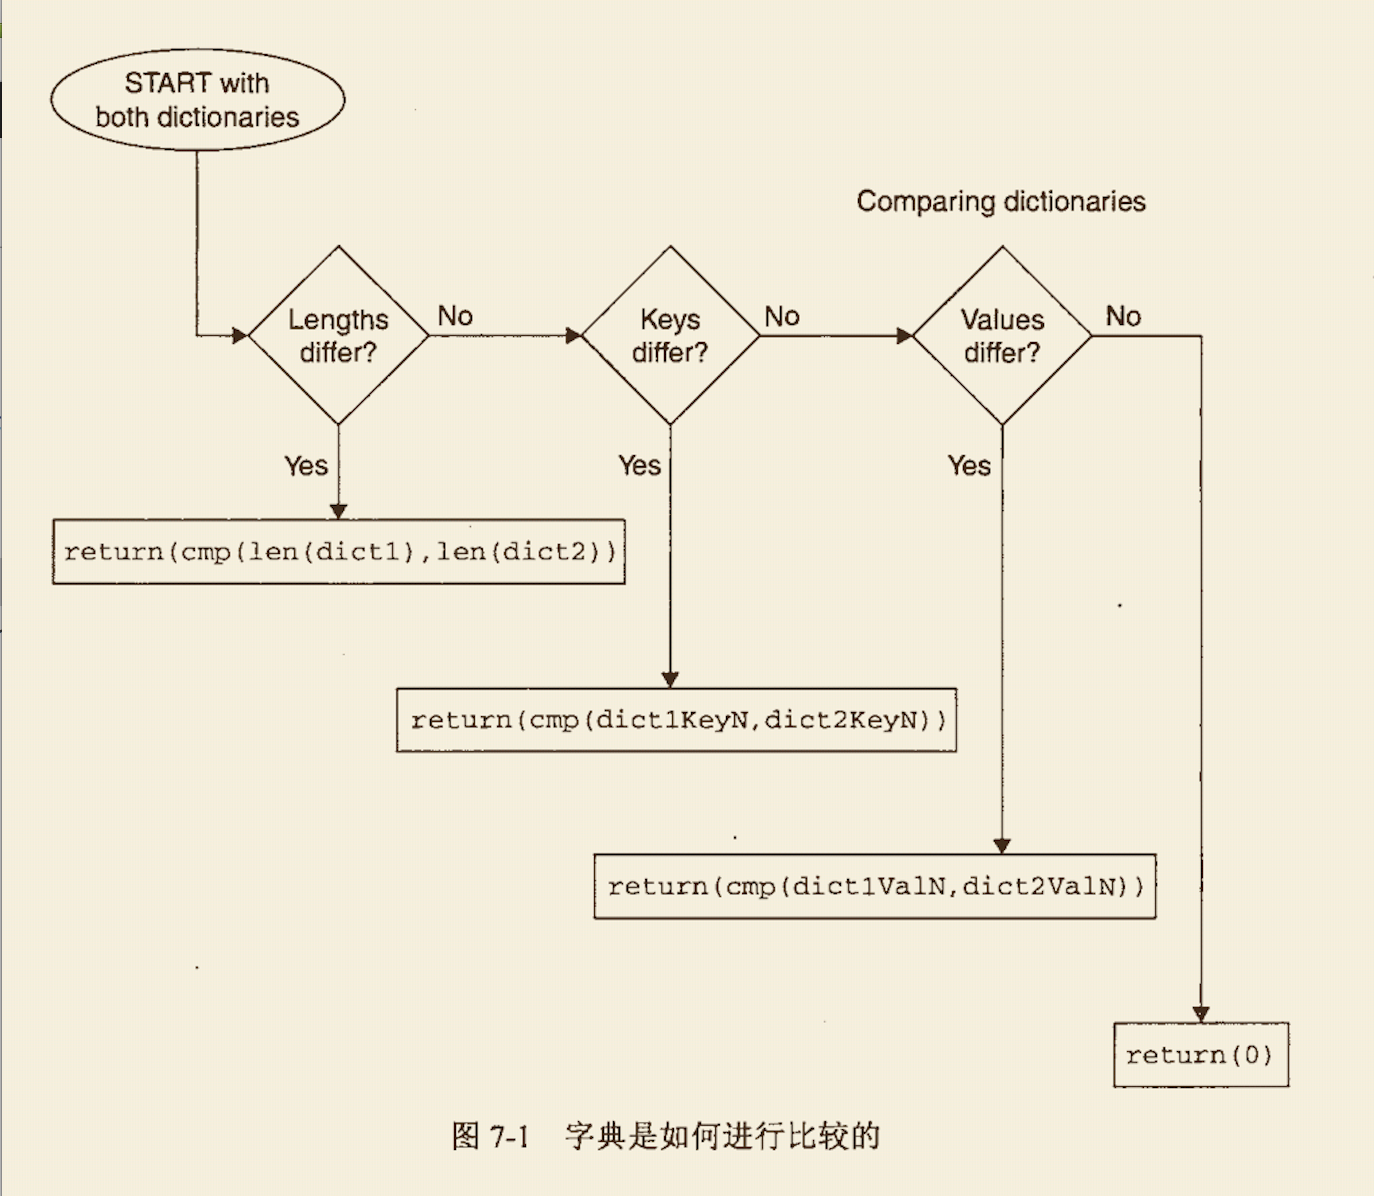 START with
both dictionaries
Comparing dictionaries
Lengths
differ?
No
Keys
differ?
No
Values
differ?
No
Yes
Yes
Yes
return(cmp(len(dict1),len(dict2))
return(cmp(dict1KeyN,dict2KeyN))
return(cmp(dict1ValN,dict2ValN))
return(0)
图 7-1 字典是如何进行比较的